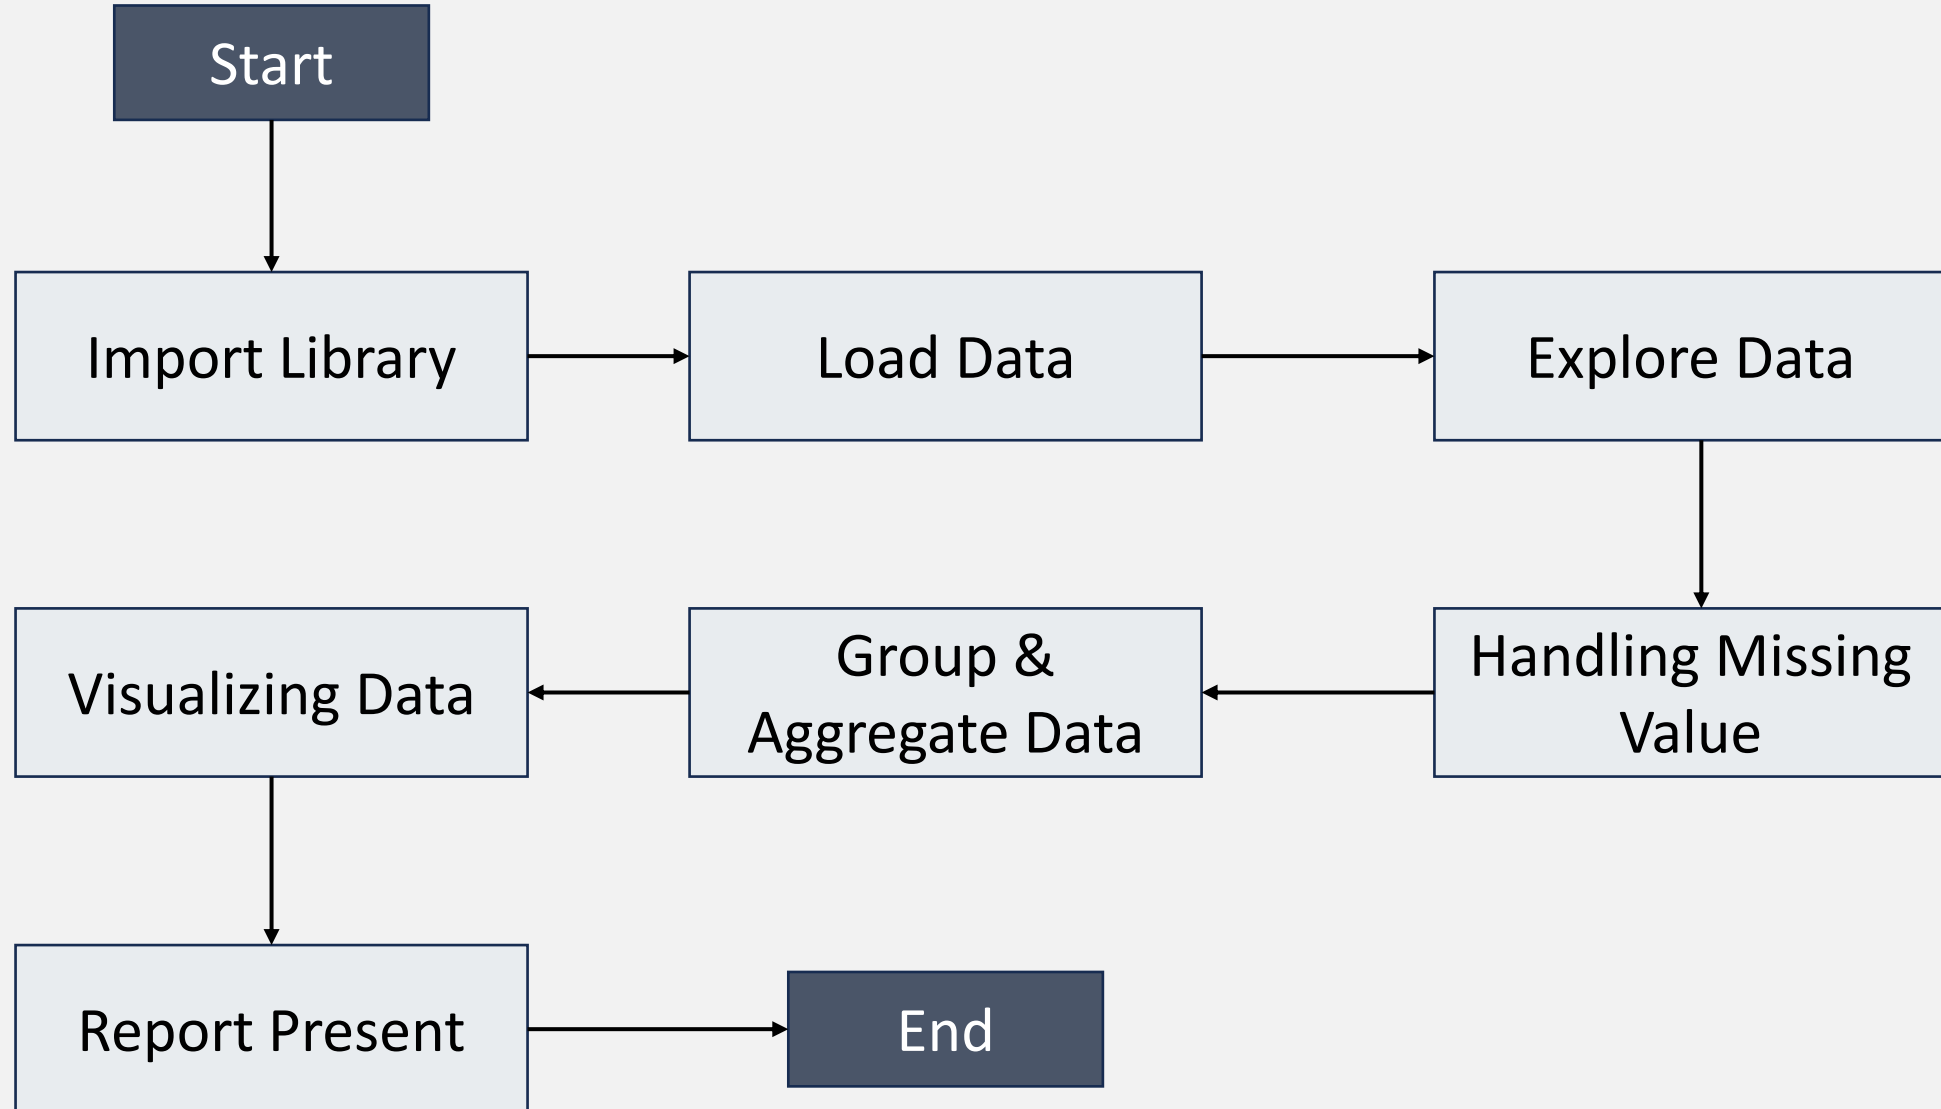 Start
Import Library
Load Data
Explore Data
Handling Missing
Value
Group &
Aggregate Data
Visualizing Data
Report Present
End